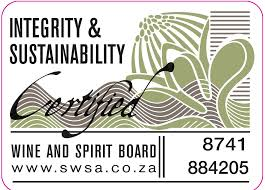 INTEGRITY &
SUSTAINABILITY
Certified
WINE AND SPIRIT BOARD
www.swsa.co.za
8741
884205